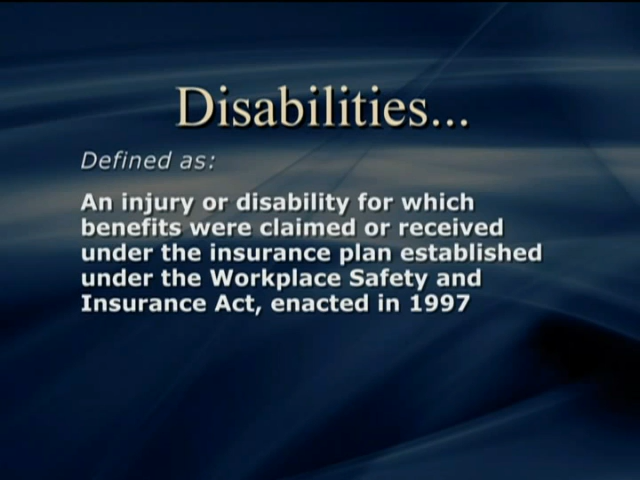 Disabilities...
Defined as:
An injury or disability for which
benefits were claimed or received
under the insurance plan established
under the Workplace Safety and
Insurance Act, enacted in 1997